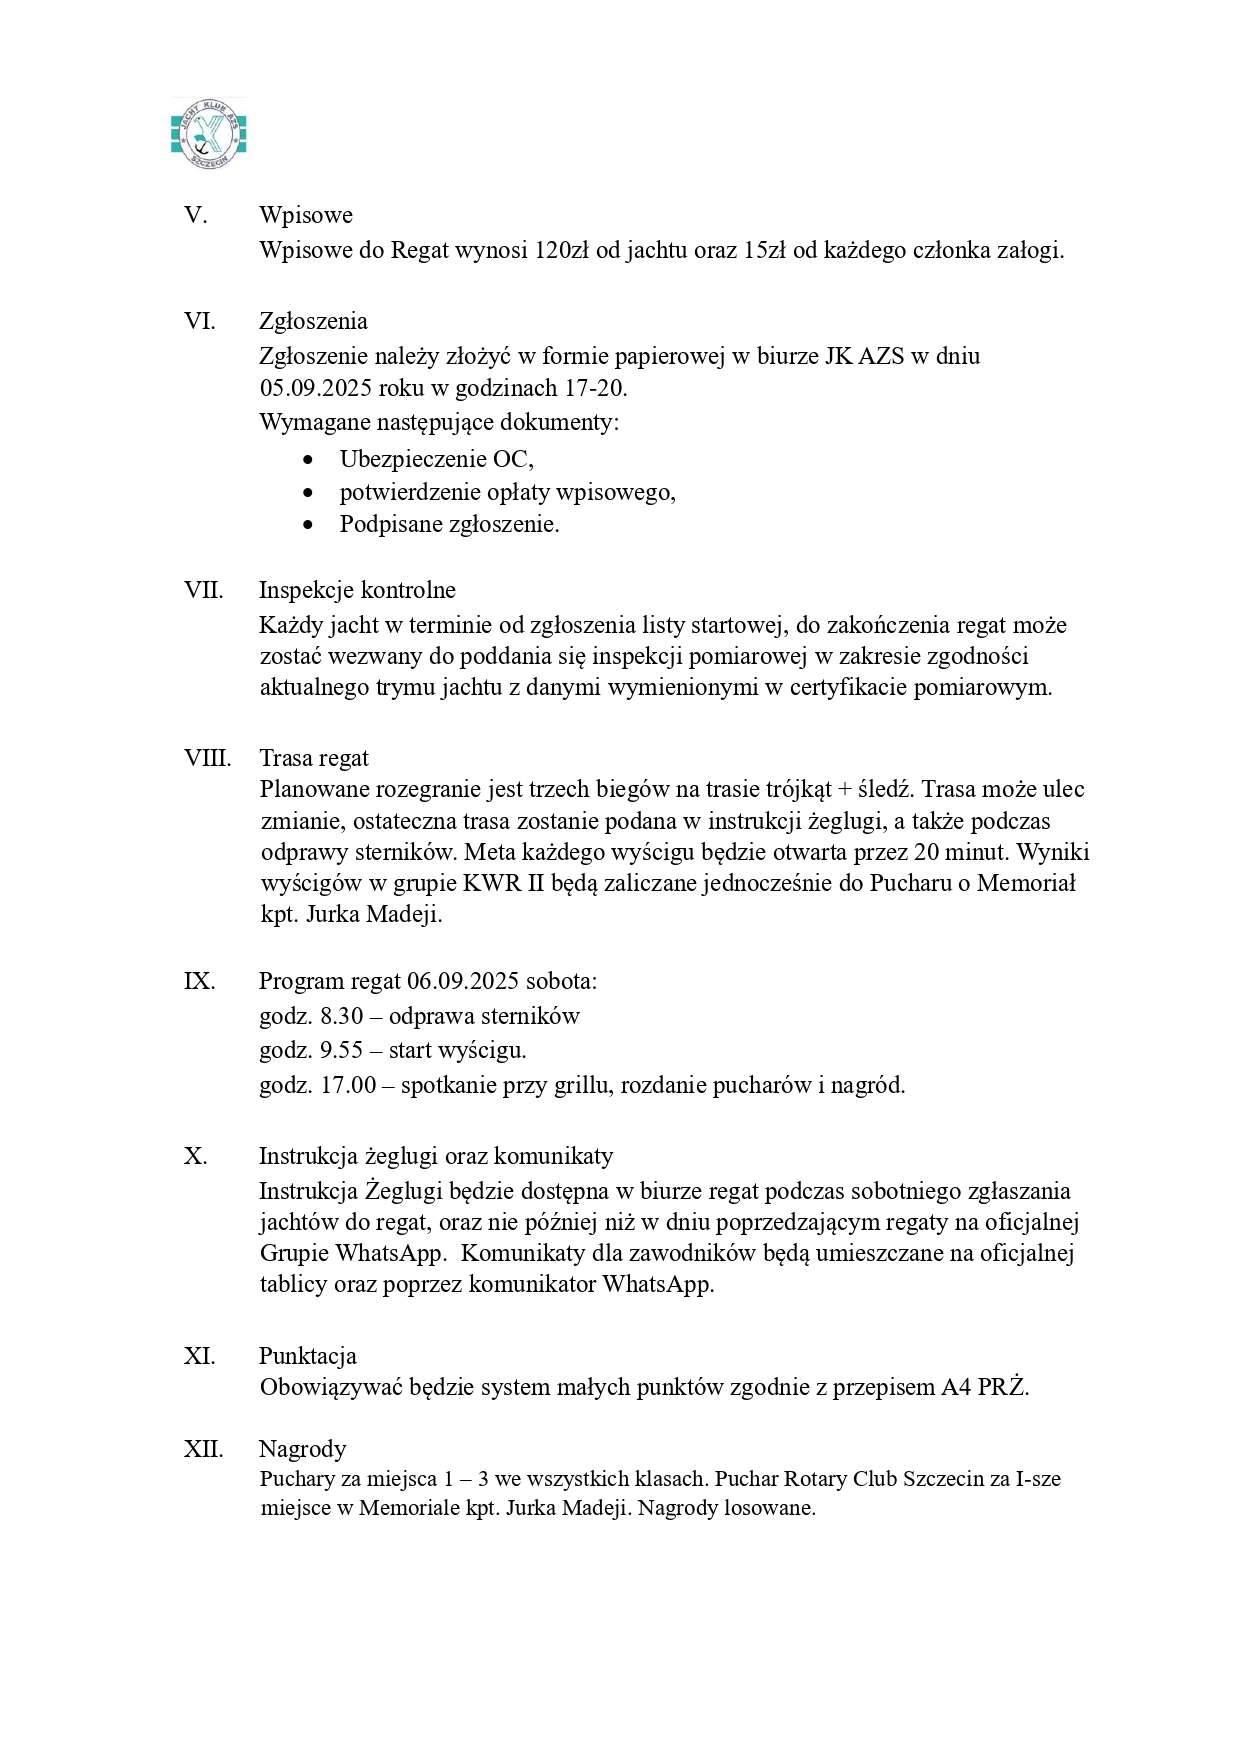 JACHT KLUB AZS
SZCZECIN
V. Wpisowe
Wpisowe do Regat wynosi 120zł od jachtu oraz 15zł od każdego członka załogi.
VI. Zgłoszenia
Zgłoszenie należy złożyć w formie papierowej w biurze JK AZS w dniu
05.09.2025 roku w godzinach 17-20.
Wymagane następujące dokumenty:
• Ubezpieczenie OC,
• potwierdzenie opłaty wpisowego,
• Podpisane zgłoszenie.
VII. Inspekcje kontrolne
Każdy jacht w terminie od zgłoszenia listy startowej, do zakończenia regat może
zostać wezwany do poddania się inspekcji pomiarowej w zakresie zgodności
aktualnego trymu jachtu z danymi wymienionymi w certyfikacie pomiarowym.
VIII. Trasa regat
Planowane rozegranie jest trzech biegów na trasie trójkąt + śledź. Trasa może ulec
zmianie, ostateczna trasa zostanie podana w instrukcji żeglugi, a także podczas
odprawy sterników. Meta każdego wyścigu będzie otwarta przez 20 minut. Wyniki
wyścigów w grupie KWR II będą zaliczane jednocześnie do Pucharu o Memoriał
kpt. Jurka Madeji.
IX. Program regat 06.09.2025 sobota:
godz. 8.30 – odprawa sterników
godz. 9.55 – start wyścigu.
godz. 17.00 – spotkanie przy grillu, rozdanie pucharów i nagród.
X. Instrukcja żeglugi oraz komunikaty
Instrukcja Żeglugi będzie dostępna w biurze regat podczas sobotniego zgłaszania
jachtów do regat, oraz nie później niż w dniu poprzedzającym regaty na oficjalnej
Grupie WhatsApp.  Komunikaty dla zawodników będą umieszczane na oficjalnej
tablicy oraz poprzez komunikator WhatsApp.
XI. Punktacja
Obowiązywać będzie system małych punktów zgodnie z przepisem A4 PRŻ.
XII. Nagrody
Puchary za miejsca 1 – 3 we wszystkich klasach. Puchar Rotary Club Szczecin za I-sze
miejsce w Memoriale kpt. Jurka Madeji. Nagrody losowane.